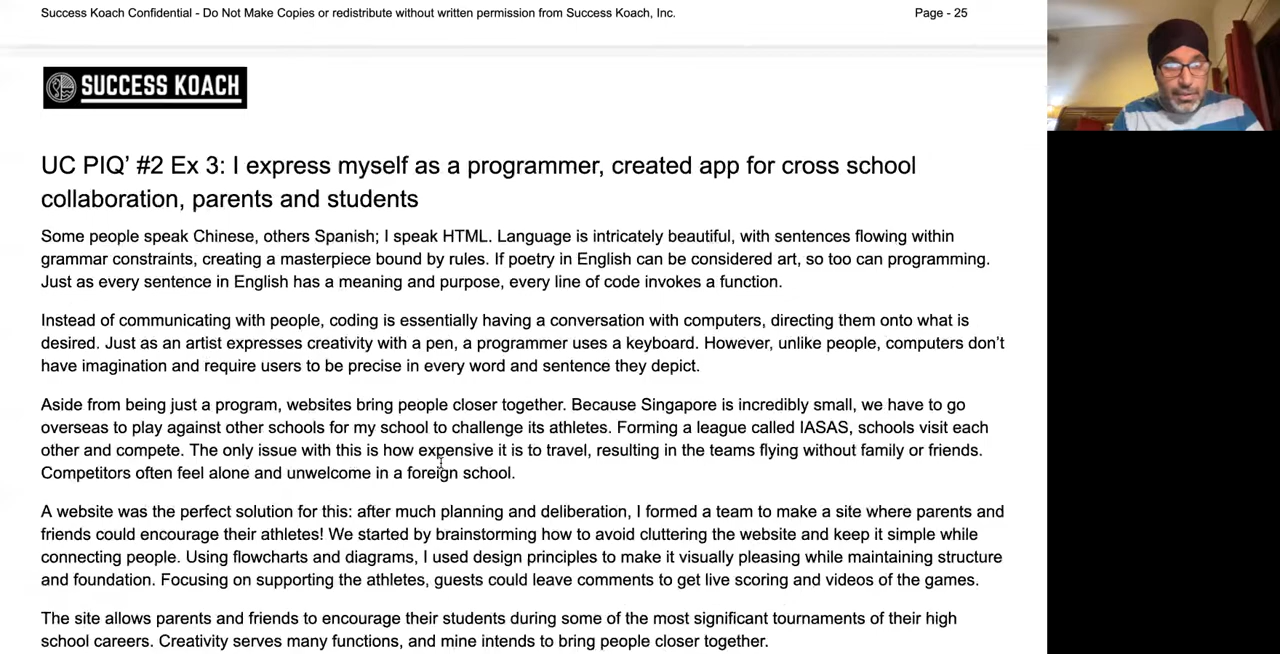 Success Koach Confidential - Do Not Make Copies or redistribute without written permission from Success Koach, Inc.
Page - 25
SUCCESS KOACH
UC PIQ' #2 Ex 3: I express myself as a programmer, created app for cross school
collaboration, parents and students
Some people speak Chinese, others Spanish; I speak HTML. Language is intricately beautiful, with sentences flowing within
grammar constraints, creating a masterpiece bound by rules. If poetry in English can be considered art, so too can programming.
Just as every sentence in English has a meaning and purpose, every line of code invokes a function.
Instead of communicating with people, coding is essentially having a conversation with computers, directing them onto what is
desired. Just as an artist expresses creativity with a pen, a programmer uses a keyboard. However, unlike people, computers don't
have imagination and require users to be precise in every word and sentence they depict.
Aside from being just a program, websites bring people closer together. Because Singapore is incredibly small, we have to go
overseas to play against other schools for my school to challenge its athletes. Forming a league called IASAS, schools visit each
other and compete. The only issue with this is how expensive it is to travel, resulting in the teams flying without family or friends.
Competitors often feel alone and unwelcome in a foreign school.
A website was the perfect solution for this: after much planning and deliberation, I formed a team to make a site where parents and
friends could encourage their athletes! We started by brainstorming how to avoid cluttering the website and keep it simple while
connecting people. Using flowcharts and diagrams, I used design principles to make it visually pleasing while maintaining structure
and foundation. Focusing on supporting the athletes, guests could leave comments to get live scoring and videos of the games.
The site allows parents and friends to encourage their students during some of the most significant tournaments of their high
school careers. Creativity serves many functions, and mine intends to bring people closer together.